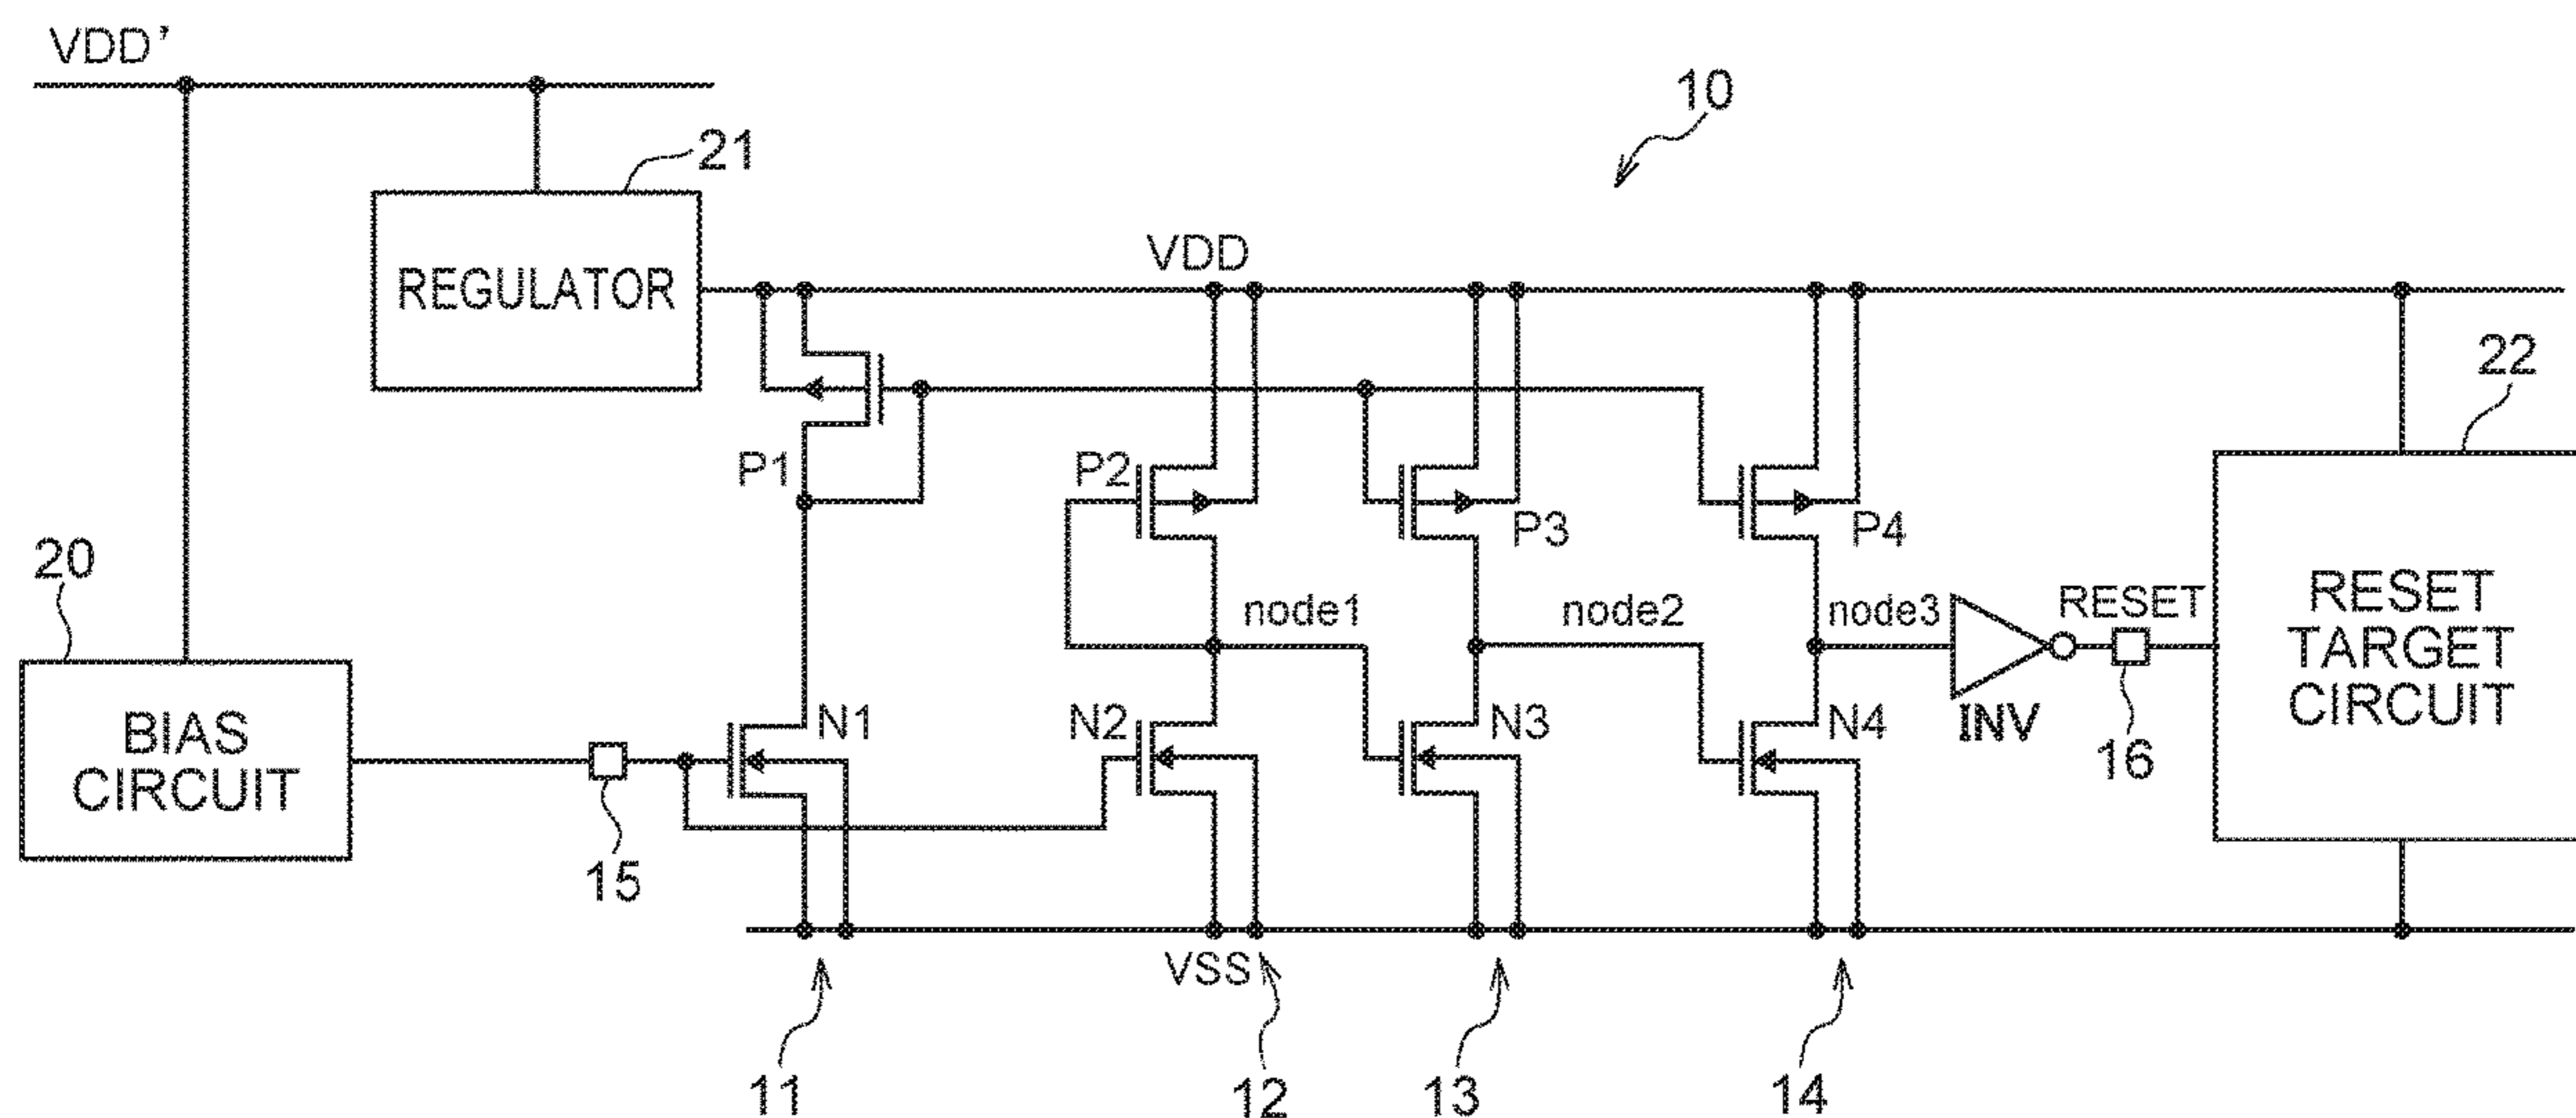 VDD’
10
21
REGULATOR
VDD
22
P1
P2
P3
P4
20
node1
node2
node3
RESET
RESET
TARGET
CIRCUIT
BIAS
CIRCUIT
N1
N2
N3
N4
INV
16
15
VSS
11
12
13
14